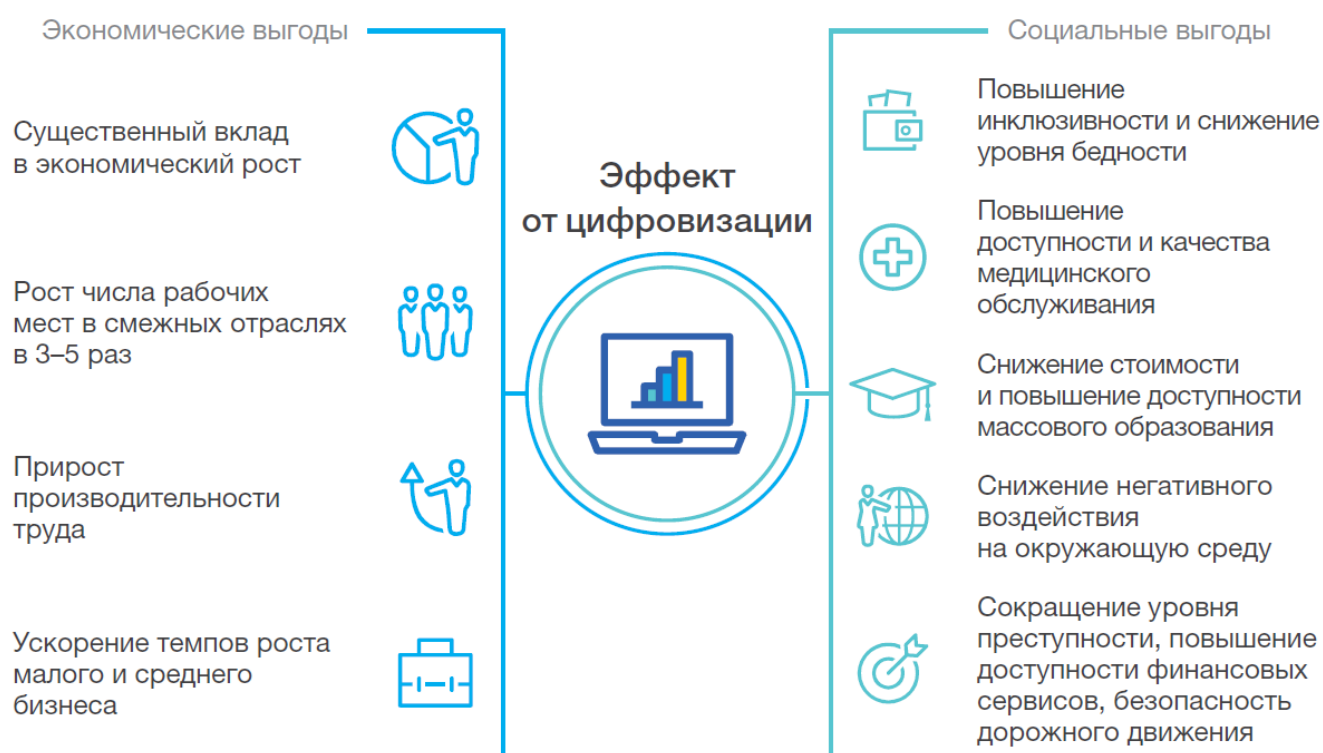 Экономические выгоды
Существенный вклад
в экономический рост
Рост числа рабочих
мест в смежных отраслях
в 3–5 раз
Прирост
производительности
труда
Ускорение темпов роста
малого и среднего
бизнеса
Эффект
от цифровизации
Социальные выгоды
Повышение
инклюзивности и снижение
уровня бедности
Повышение
доступности и качества
медицинского
обслуживания
Снижение стоимости
и повышение доступности
массового образования
Снижение негативного
воздействия
на окружающую среду
Сокращение уровня
преступности, повышение
доступности финансовых
сервисов, безопасность
дорожного движения